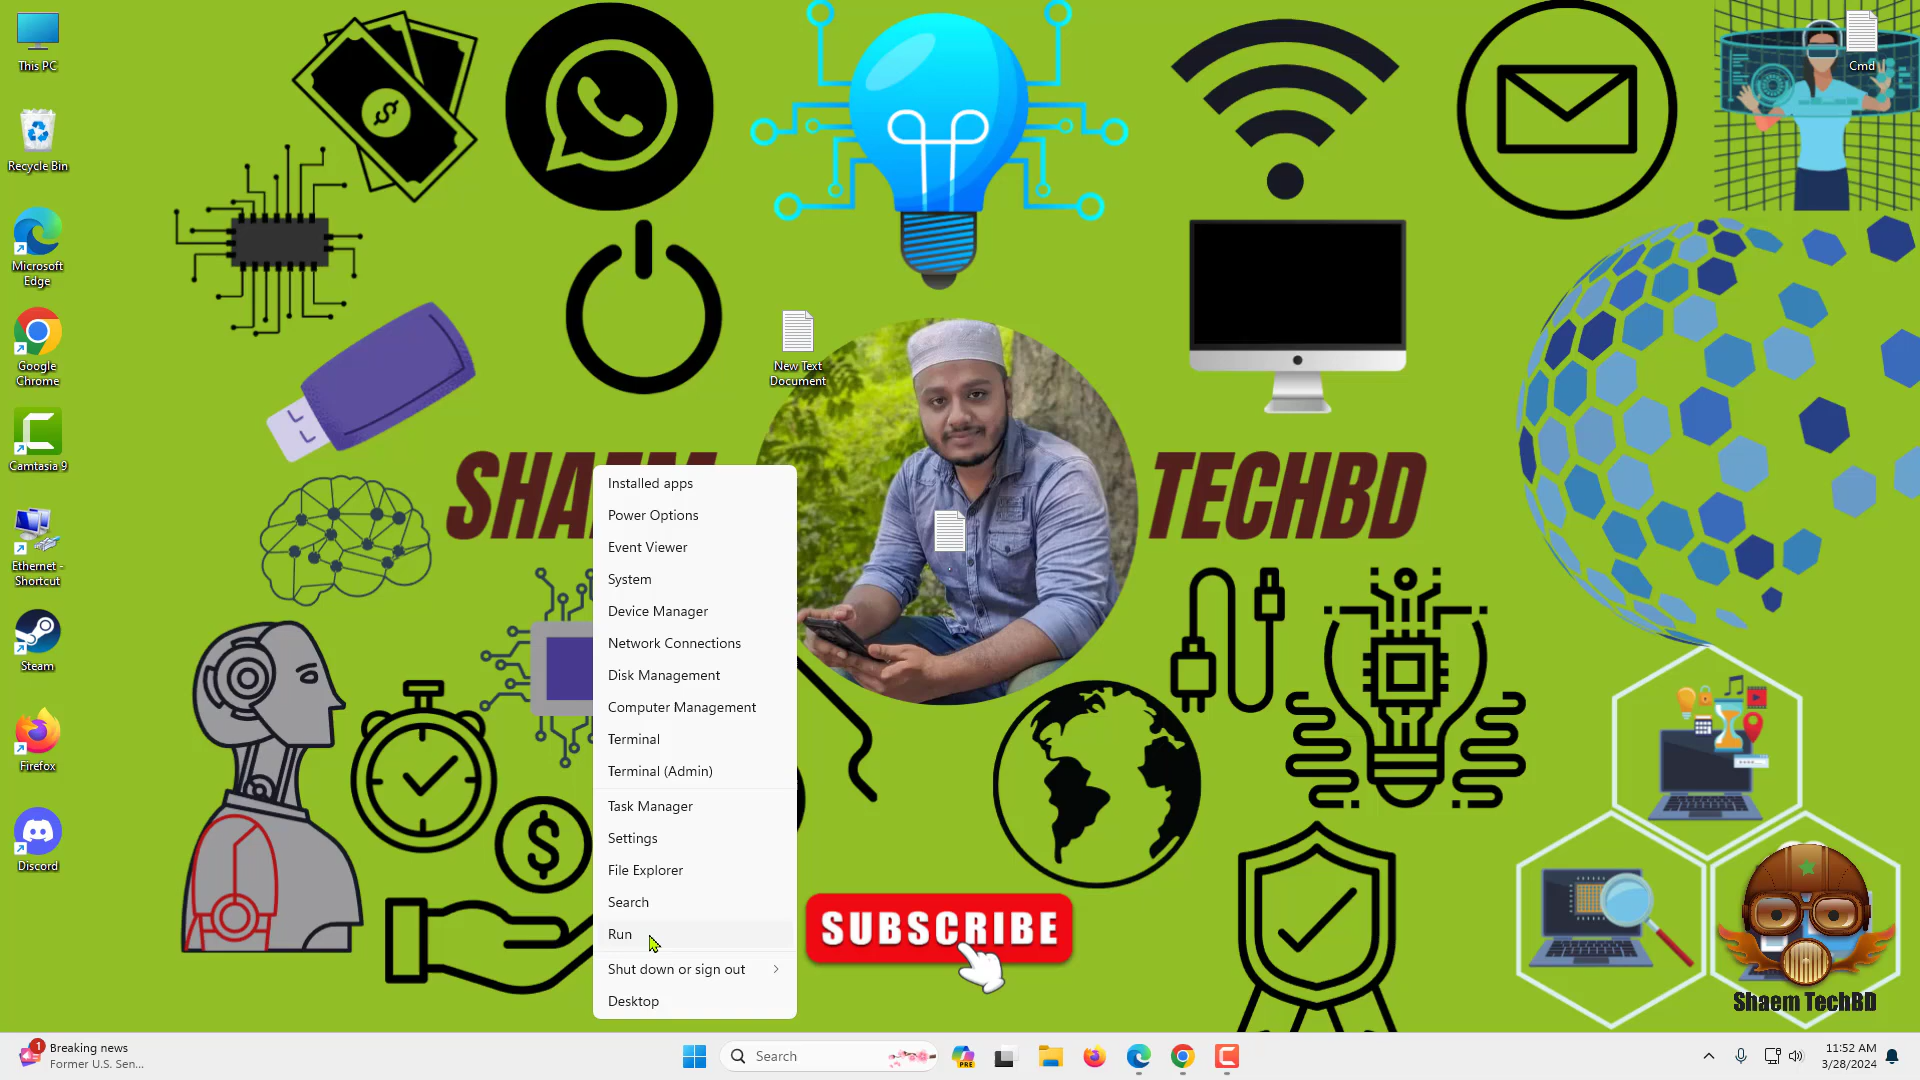 This PC
Recycle Bin
Microsoft
Edge
Google
Chrome
Camtasia 9
Ethernet -
Shortcut
Steam
Firefox
Discord
New Text
Document
Cmd
SHAEM
TECHBD
Installed apps
Power Options
Event Viewer
System
Device Manager
Network Connections
Disk Management
Computer Management
Terminal
Terminal (Admin)
Task Manager
Settings
File Explorer
Search
Run
Shut down or sign out
Desktop
SUBSCRIBE
Shaem TechBD
1
Breaking news
Former U.S. Sen...
Search
PRE
11:52 AM
3/28/2024